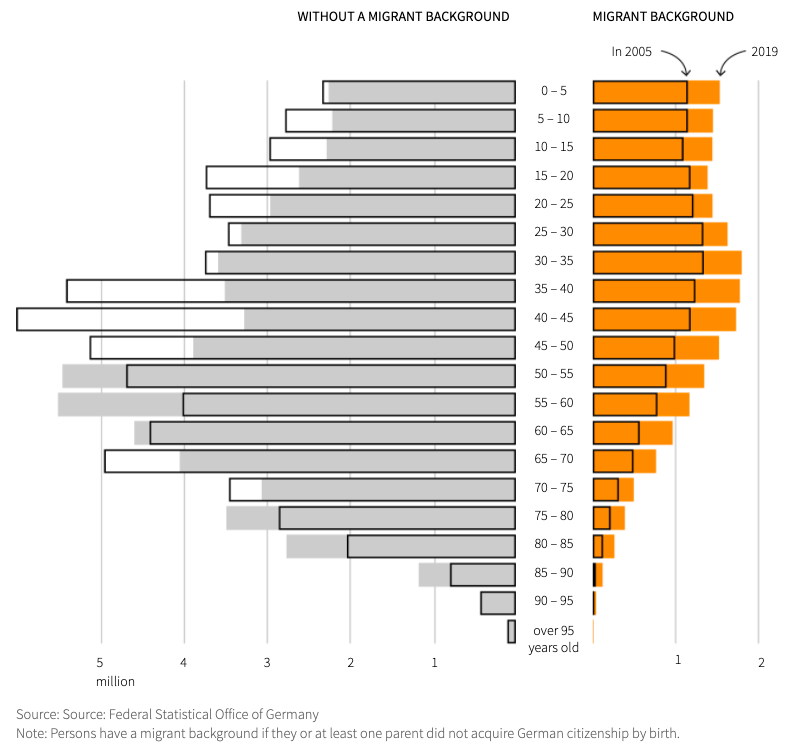 WITHOUT A MIGRANT BACKGROUND
MIGRANT BACKGROUND
In 2005
2019
0 – 5
5 – 10
10 – 15
15 – 20
20 – 25
25 – 30
30 – 35
35 – 40
40 – 45
45 – 50
50 – 55
55 – 60
60 – 65
65 – 70
70 – 75
75 – 80
80 – 85
85 – 90
90 – 95
over 95
years old
5
4
3
2
1
1
2
million
Source: Source: Federal Statistical Office of Germany
Note: Persons have a migrant background if they or at least one parent did not acquire German citizenship by birth.